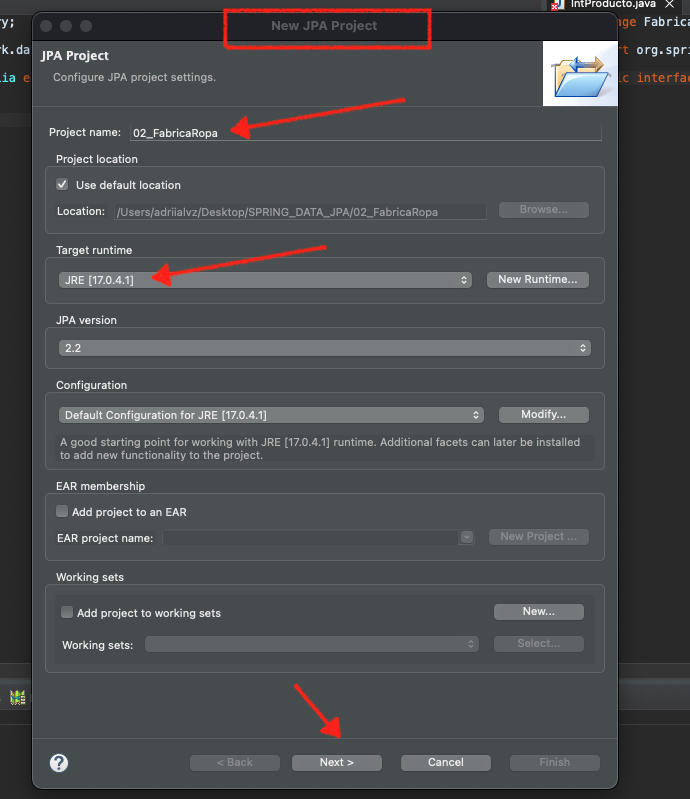 IntProducto.java
New JPA Project
ry;
nge Fabrica
JPA Project
rk.da
rt org.spri
Configure JPA project settings.
lia e
ic interfac
Project name: 02_FabricaRopa
Project location
Use default location
Location: /Users/adriialvz/Desktop/SPRING_DATA_JPA/02_FabricaRopa Browse...
Target runtime
JRE [17.0.4.1] New Runtime...
JPA version
2.2
Configuration
Default Configuration for JRE [17.0.4.1] Modify...
A good starting point for working with JRE [17.0.4.1] runtime. Additional facets can later be installed
to add new functionality to the project.
EAR membership
Add project to an EAR
EAR project name: New Project ...
Working sets
Add project to working sets New...
Working sets: Select...
? < Back Next > Cancel Finish